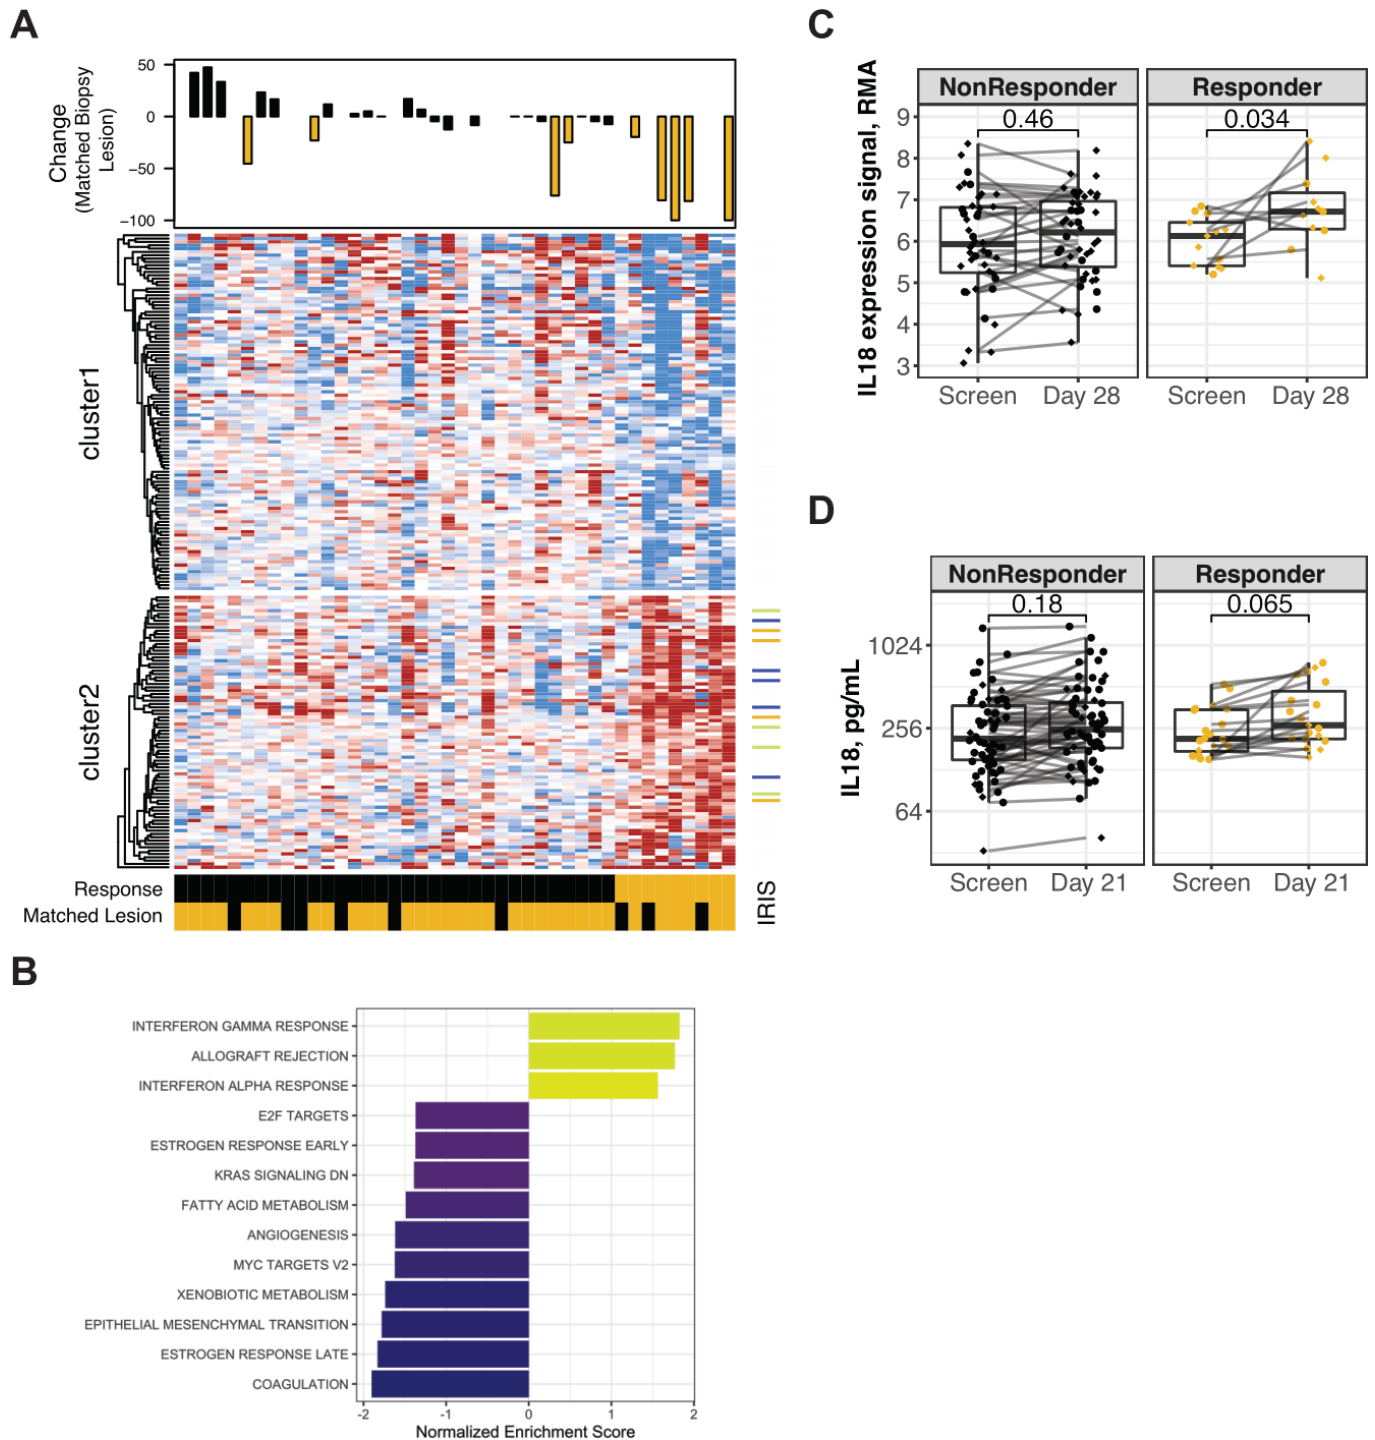 A
Change
(Matched Biopsy
Lesion)
50
0
−50
−100
cluster1
cluster2
Response
Matched Lesion
IRIS
B
INTERFERON GAMMA RESPONSE
ALLOGRAFT REJECTION
INTERFERON ALPHA RESPONSE
E2F TARGETS
ESTROGEN RESPONSE EARLY
KRAS SIGNALING DN
FATTY ACID METABOLISM
ANGIOGENESIS
MYC TARGETS V2
XENOBIOTIC METABOLISM
EPITHELIAL MESENCHYMAL TRANSITION
ESTROGEN RESPONSE LATE
COAGULATION
-2 -1 0 1 2
Normalized Enrichment Score
C
IL18 expression signal, RMA
NonResponder Responder
0.46 0.034
9
8
7
6
5
4
3
Screen Day 28 Screen Day 28
D
IL18, pg/mL
NonResponder Responder
0.18 0.065
1024
256
64
Screen Day 21 Screen Day 21